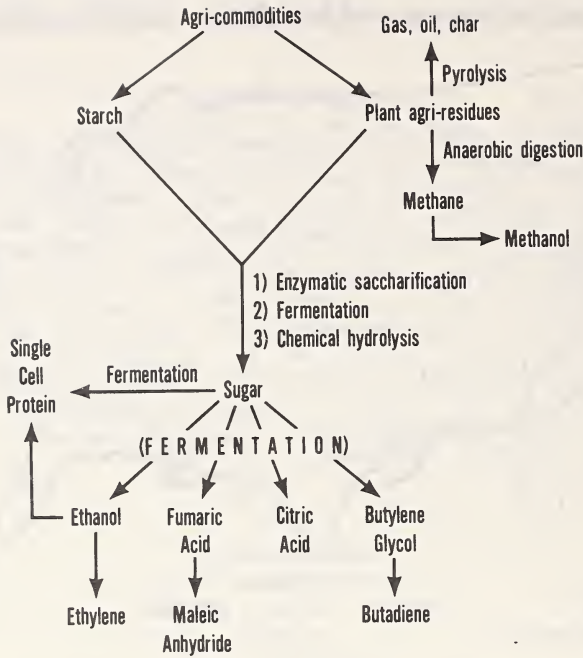 Agri-commodities
Gas, oil, char
Pyrolysis
Starch
Plant agri-residues
Anaerobic digestion
Methane
Methanol
1) Enzymatic saccharification
2) Fermentation
3) Chemical hydrolysis
Single
Cell
Protein
Fermentation
Sugar
(FERMENTATION)
Ethanol
Fumaric
Acid
Citric
Acid
Butylene
Glycol
Ethylene
Maleic
Anhydride
Butadiene